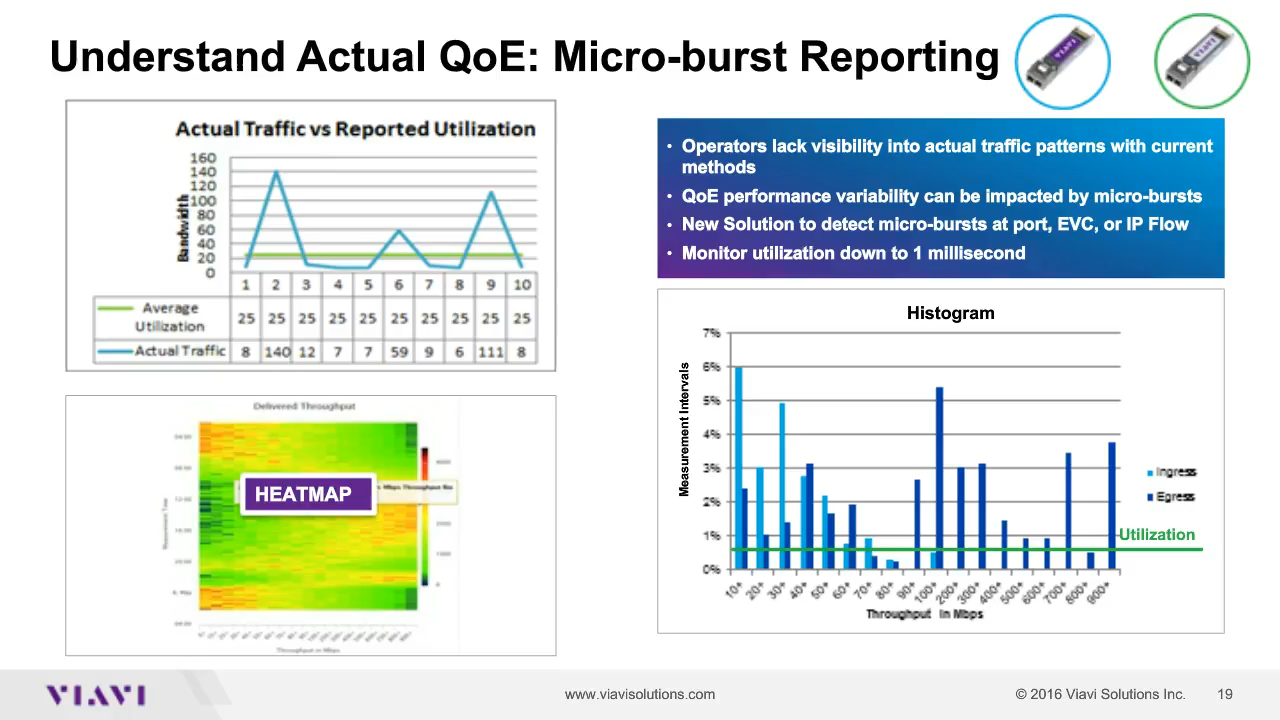 Understand Actual QoE: Micro-burst Reporting
VIAVI
VIAVI
Actual Traffic vs Reported Utilization
Bandwidth
160
140
120
100
80
60
40
20
0
1 2 3 4 5 6 7 8 9 10
Average
Utilization
25 25 25 25 25 25 25 25 25 25
Actual Traffic 8 140 12 7 7 59 9 6 111 8
• Operators lack visibility into actual traffic patterns with current
methods
• QoE performance variability can be impacted by micro-bursts
• New Solution to detect micro-bursts at port, EVC, or IP Flow
• Monitor utilization down to 1 millisecond
Delivered Throughput
HEATMAP
Throughput in Mbps
Histogram
Measurement Intervals
7%
6%
5%
4%
3%
2%
1%
0%
10+ 20+ 30+ 40+ 50+ 60+ 70+ 80+ 90+ 100+ 200+ 300+ 400+ 500+ 600+ 700+ 800+ 900+
Throughput In Mbps
Ingress
Egress
Utilization
VIAVI
www.viavisolutions.com
© 2016 Viavi Solutions Inc. 19